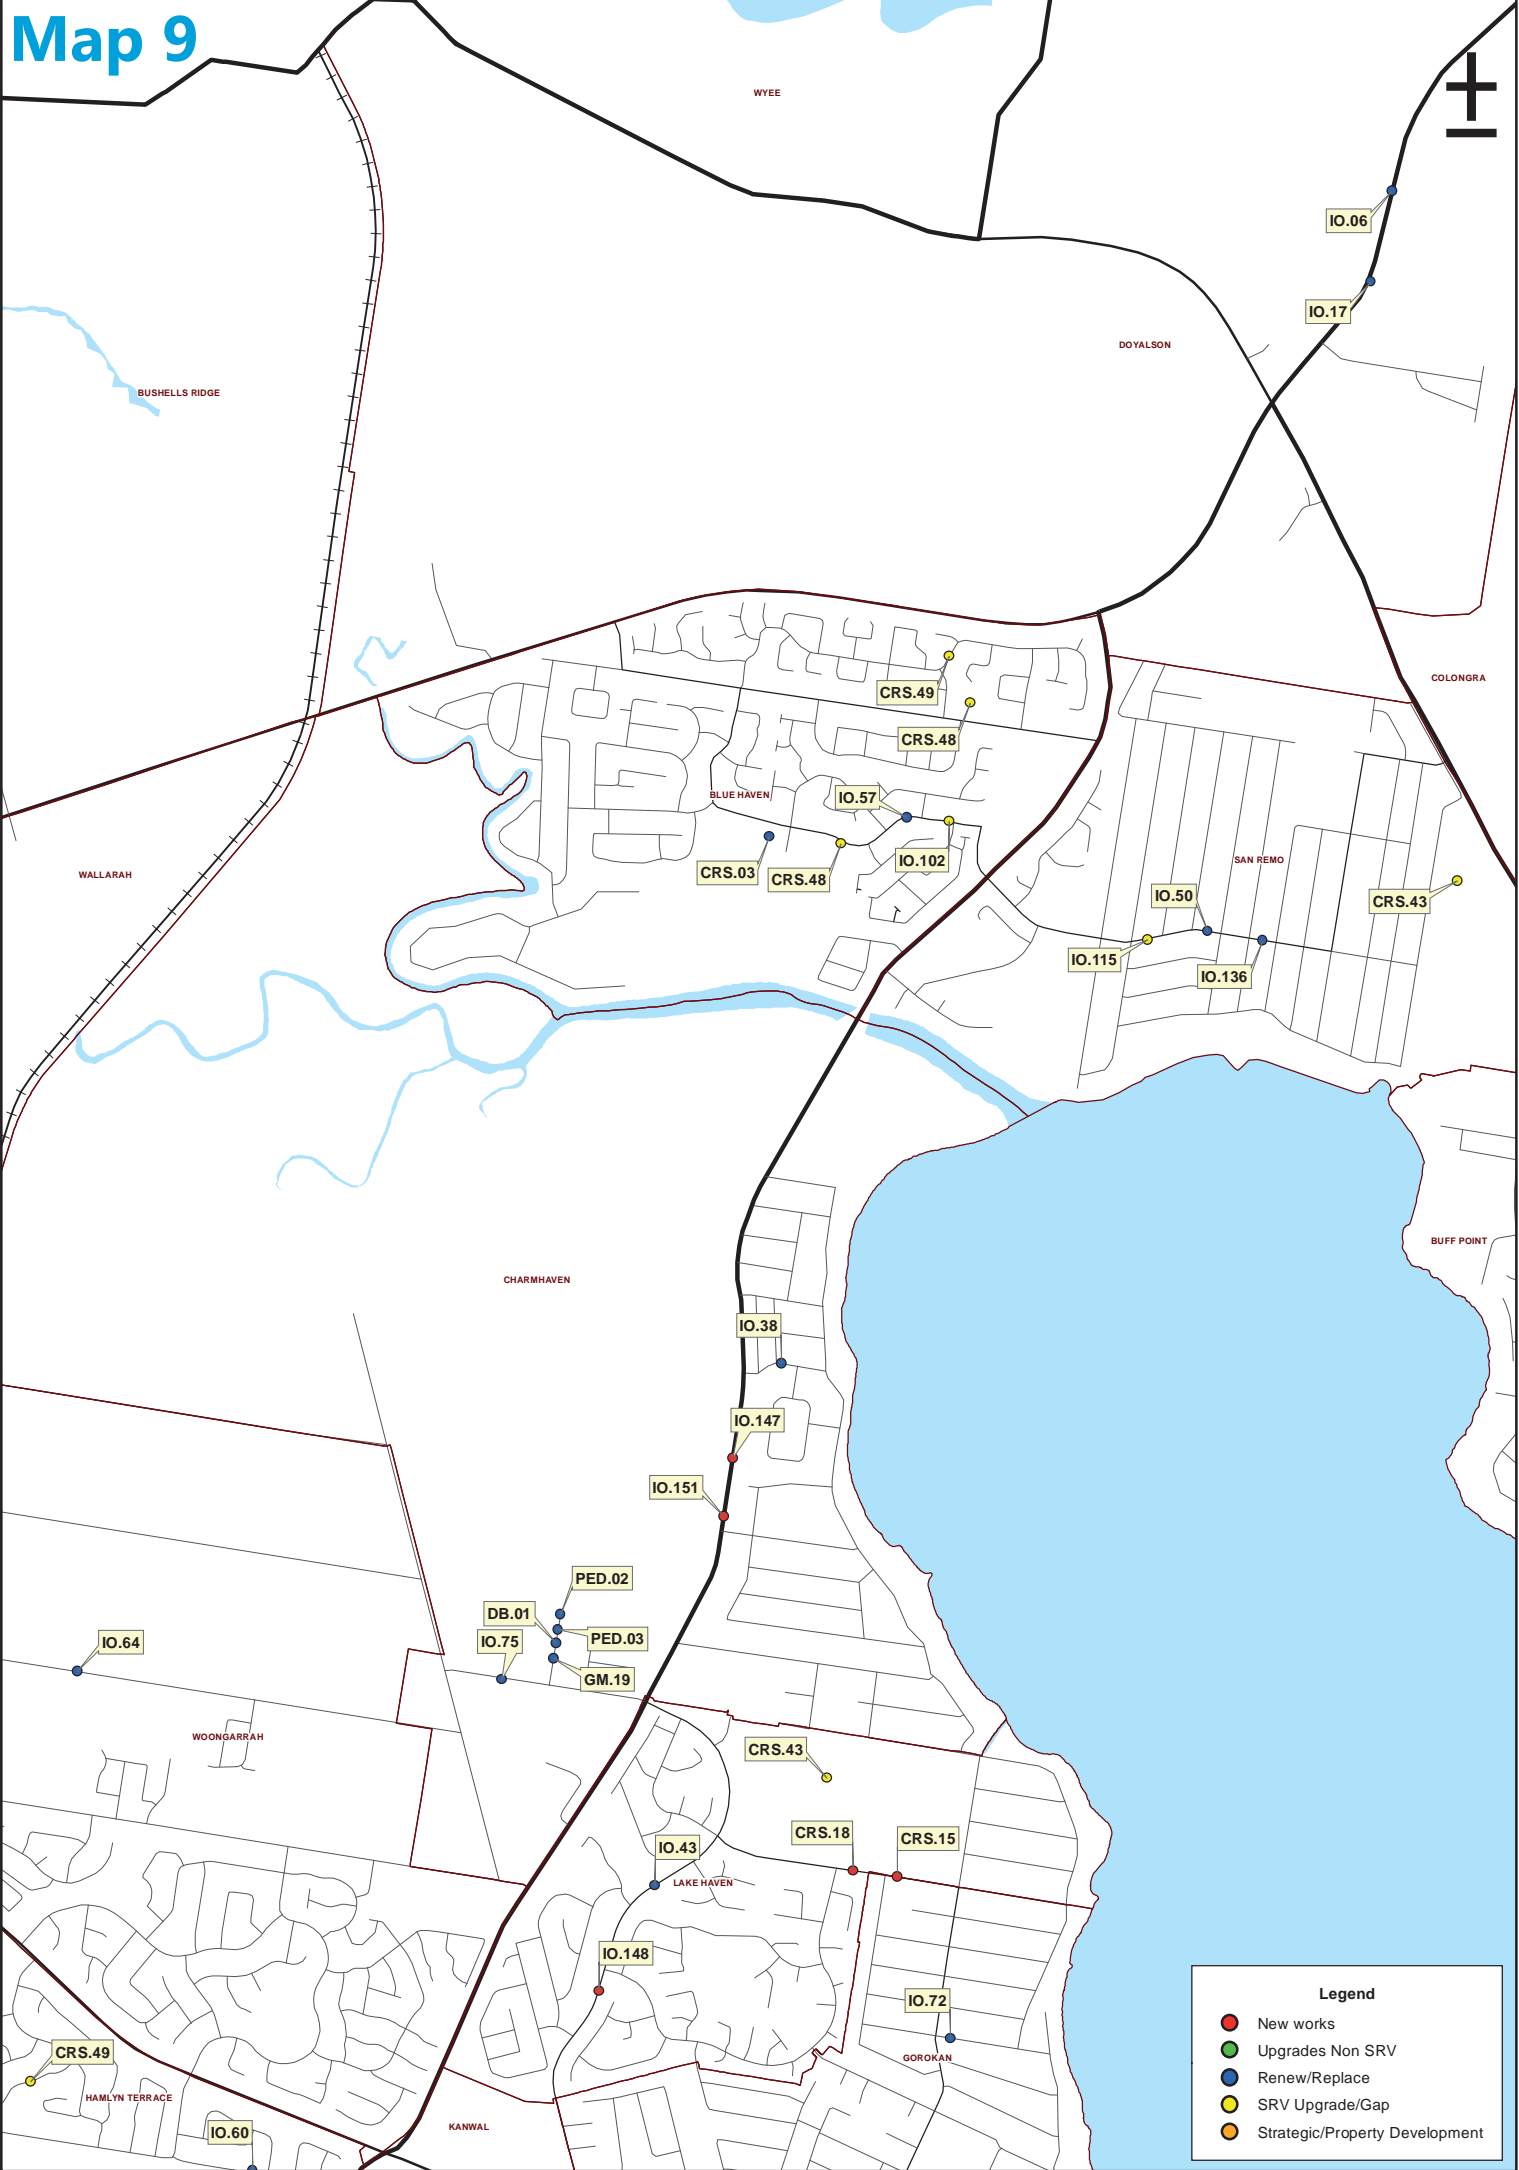 Map 9
WYEE
IO.06
IO.17
DOYALSON
BUSHELLS RIDGE
COLONGRA
CRS.49
CRS.48
BLUE HAVEN
IO.57
IO.102
CRS.03
CRS.48
SAN REMO
WALLARAH
IO.50
CRS.43
IO.115
IO.136
BUFF POINT
CHARMHAVEN
IO.38
IO.147
IO.151
PED.02
DB.01
PED.03
IO.75
GM.19
IO.64
WOONGARRAH
CRS.43
CRS.18
CRS.15
IO.43
LAKE HAVEN
IO.148
IO.72
GOROKAN
CRS.49
HAMLYN TERRACE
KANWAL
IO.60
Legend
New works
Upgrades Non SRV
Renew/Replace
SRV Upgrade/Gap
Strategic/Property Development